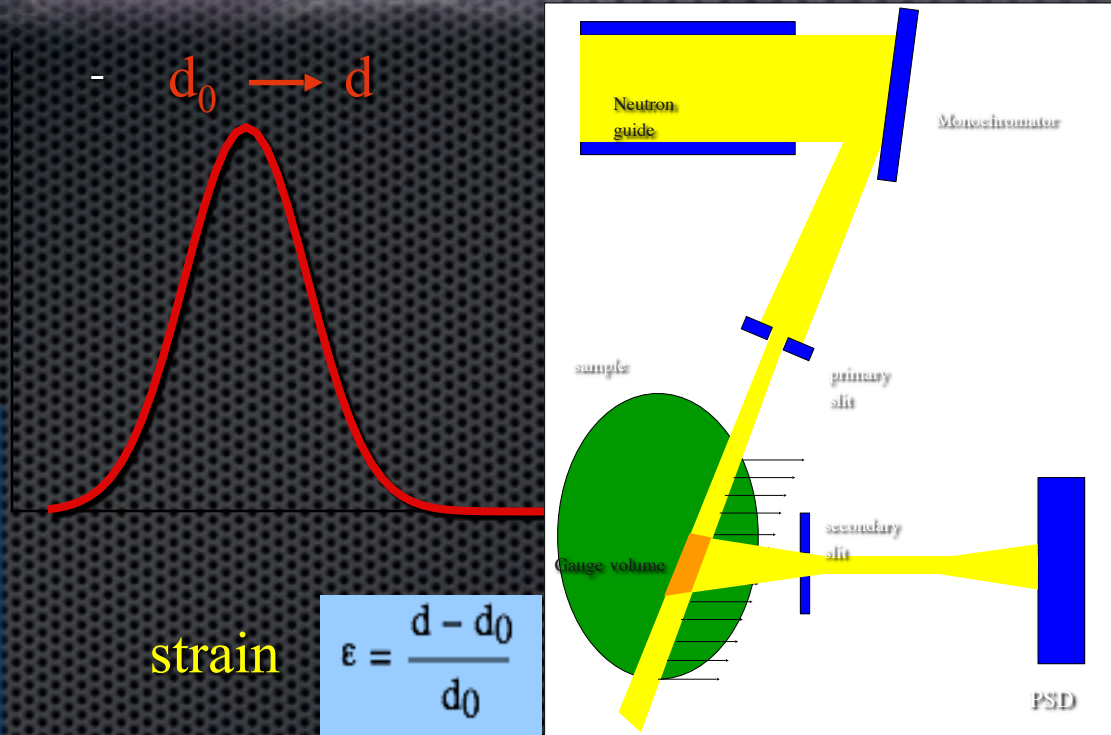 -
d₀ → d
strain
ε = (d – d₀) / d₀
Neutron
guide
Monochromator
sample
primary
slit
secondary
slit
Gauge volume
PSD